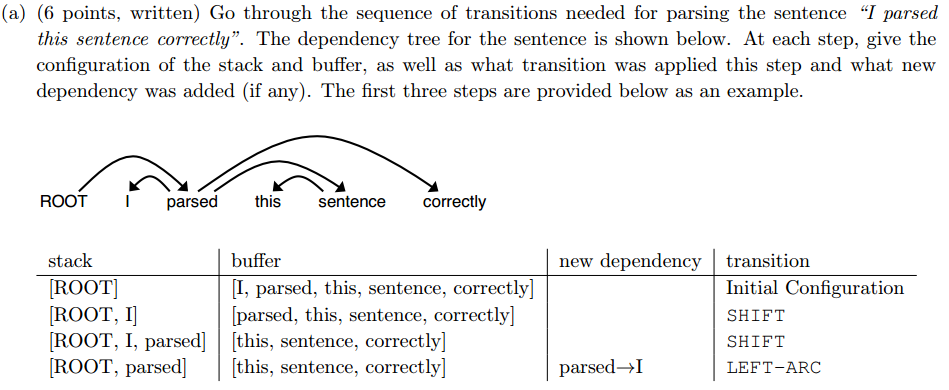 (a) (6 points, written) Go through the sequence of transitions needed for parsing the sentence “I parsed
this sentence correctly”. The dependency tree for the sentence is shown below. At each step, give the
configuration of the stack and buffer, as well as what transition was applied this step and what new
dependency was added (if any). The first three steps are provided below as an example.
ROOT I parsed this sentence correctly
stack buffer new dependency transition
[ROOT] [I, parsed, this, sentence, correctly] Initial Configuration
[ROOT, I] [parsed, this, sentence, correctly] SHIFT
[ROOT, I, parsed] [this, sentence, correctly] SHIFT
[ROOT, parsed] [this, sentence, correctly] parsed→I LEFT-ARC